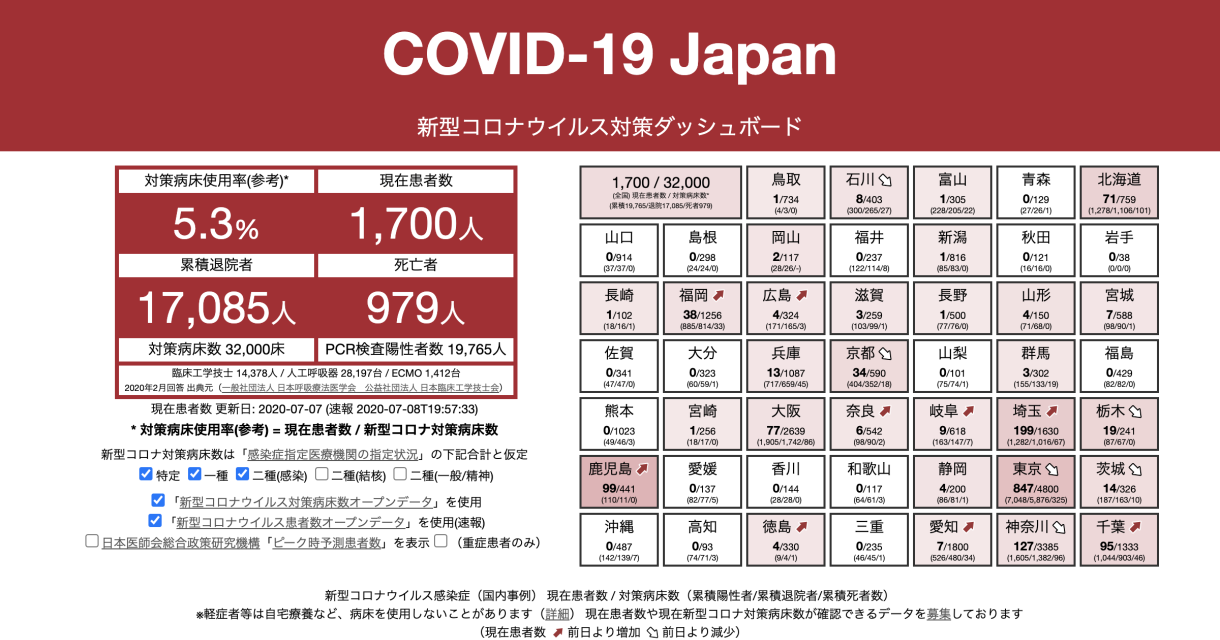 COVID-19 Japan
新型コロナウイルス対策ダッシュボード
対策病床使用率(参考)* 現在患者数
5.3% 1,700人
累積退院者 死亡者
17,085人 979人
対策病床数 32,000床 PCR検査陽性者数 19,765人
臨床工学技士 14,378人 / 人工呼吸器 28,197台 / ECMO 1,412台
2020年2月回答 出典元（一般社団法人 日本呼吸療法医学会　公益社団法人 日本臨床工学技士会）
現在患者数 更新日: 2020-07-07 (速報 2020-07-08T19:57:33)
* 対策病床使用率(参考) = 現在患者数 / 新型コロナ対策病床数
新型コロナ対策病床数は「感染症指定医療機関の指定状況」の下記合計と仮定
特定 一種 二種(感染) 二種(結核) 二種(一般/精神)
「新型コロナウイルス対策病床数オープンデータ」を使用
「新型コロナウイルス患者数オープンデータ」を使用(速報)
日本医師会総合政策研究機構「ピーク時予測患者数」を表示 （重症患者のみ）
1,700 / 32,000
(全国) 現在患者数 / 対策病床数*
(累積19,765/退院17,085/死者979)
鳥取 石川 富山 青森 北海道
1/734 8/403 1/305 0/129 71/759
(4/3/0) (300/265/27) (228/205/22) (27/26/1) (1,278/1,106/101)
山口 島根 岡山 福井 新潟 秋田 岩手
0/914 0/298 2/117 0/237 1/816 0/121 0/38
(37/37/0) (24/24/0) (28/26/-) (122/114/8) (85/83/0) (16/16/0) (0/0/0)
長崎 福岡 広島 滋賀 長野 山形 宮城
1/102 38/1256 4/324 3/259 1/500 4/150 7/588
(18/16/1) (885/814/33) (171/165/3) (103/99/1) (77/76/0) (71/68/0) (98/90/1)
佐賀 大分 兵庫 京都 山梨 群馬 福島
0/341 0/323 13/1087 34/590 0/101 3/302 0/429
(47/47/0) (60/59/1) (717/659/45) (404/352/18) (75/74/1) (155/133/19) (82/82/0)
熊本 宮崎 大阪 奈良 岐阜 埼玉 栃木
0/1023 1/256 77/2639 6/542 9/618 199/1630 19/241
(49/46/3) (18/17/0) (1,905/1,742/86) (98/90/2) (163/147/7) (1,282/1,016/67) (87/67/0)
鹿児島 愛媛 香川 和歌山 静岡 東京 茨城
99/441 0/137 0/144 0/117 4/200 847/4800 14/326
(110/11/0) (82/77/5) (28/28/0) (64/61/3) (86/81/1) (7,048/5,876/325) (187/163/10)
沖縄 高知 徳島 三重 愛知 神奈川 千葉
0/487 0/93 4/330 0/235 7/1800 127/3385 95/1333
(142/139/7) (74/71/3) (9/4/1) (46/45/1) (526/480/34) (1,605/1,382/96) (1,044/903/46)
新型コロナウイルス感染症（国内事例） 現在患者数 / 対策病床数（累積陽性者/累積退院者/累積死者数）
※軽症者等は自宅療養など、病床を使用しないことがあります（詳細） 現在患者数や現在新型コロナ対策病床数が確認できるデータを募集しております
（現在患者数 前日より増加 前日より減少）